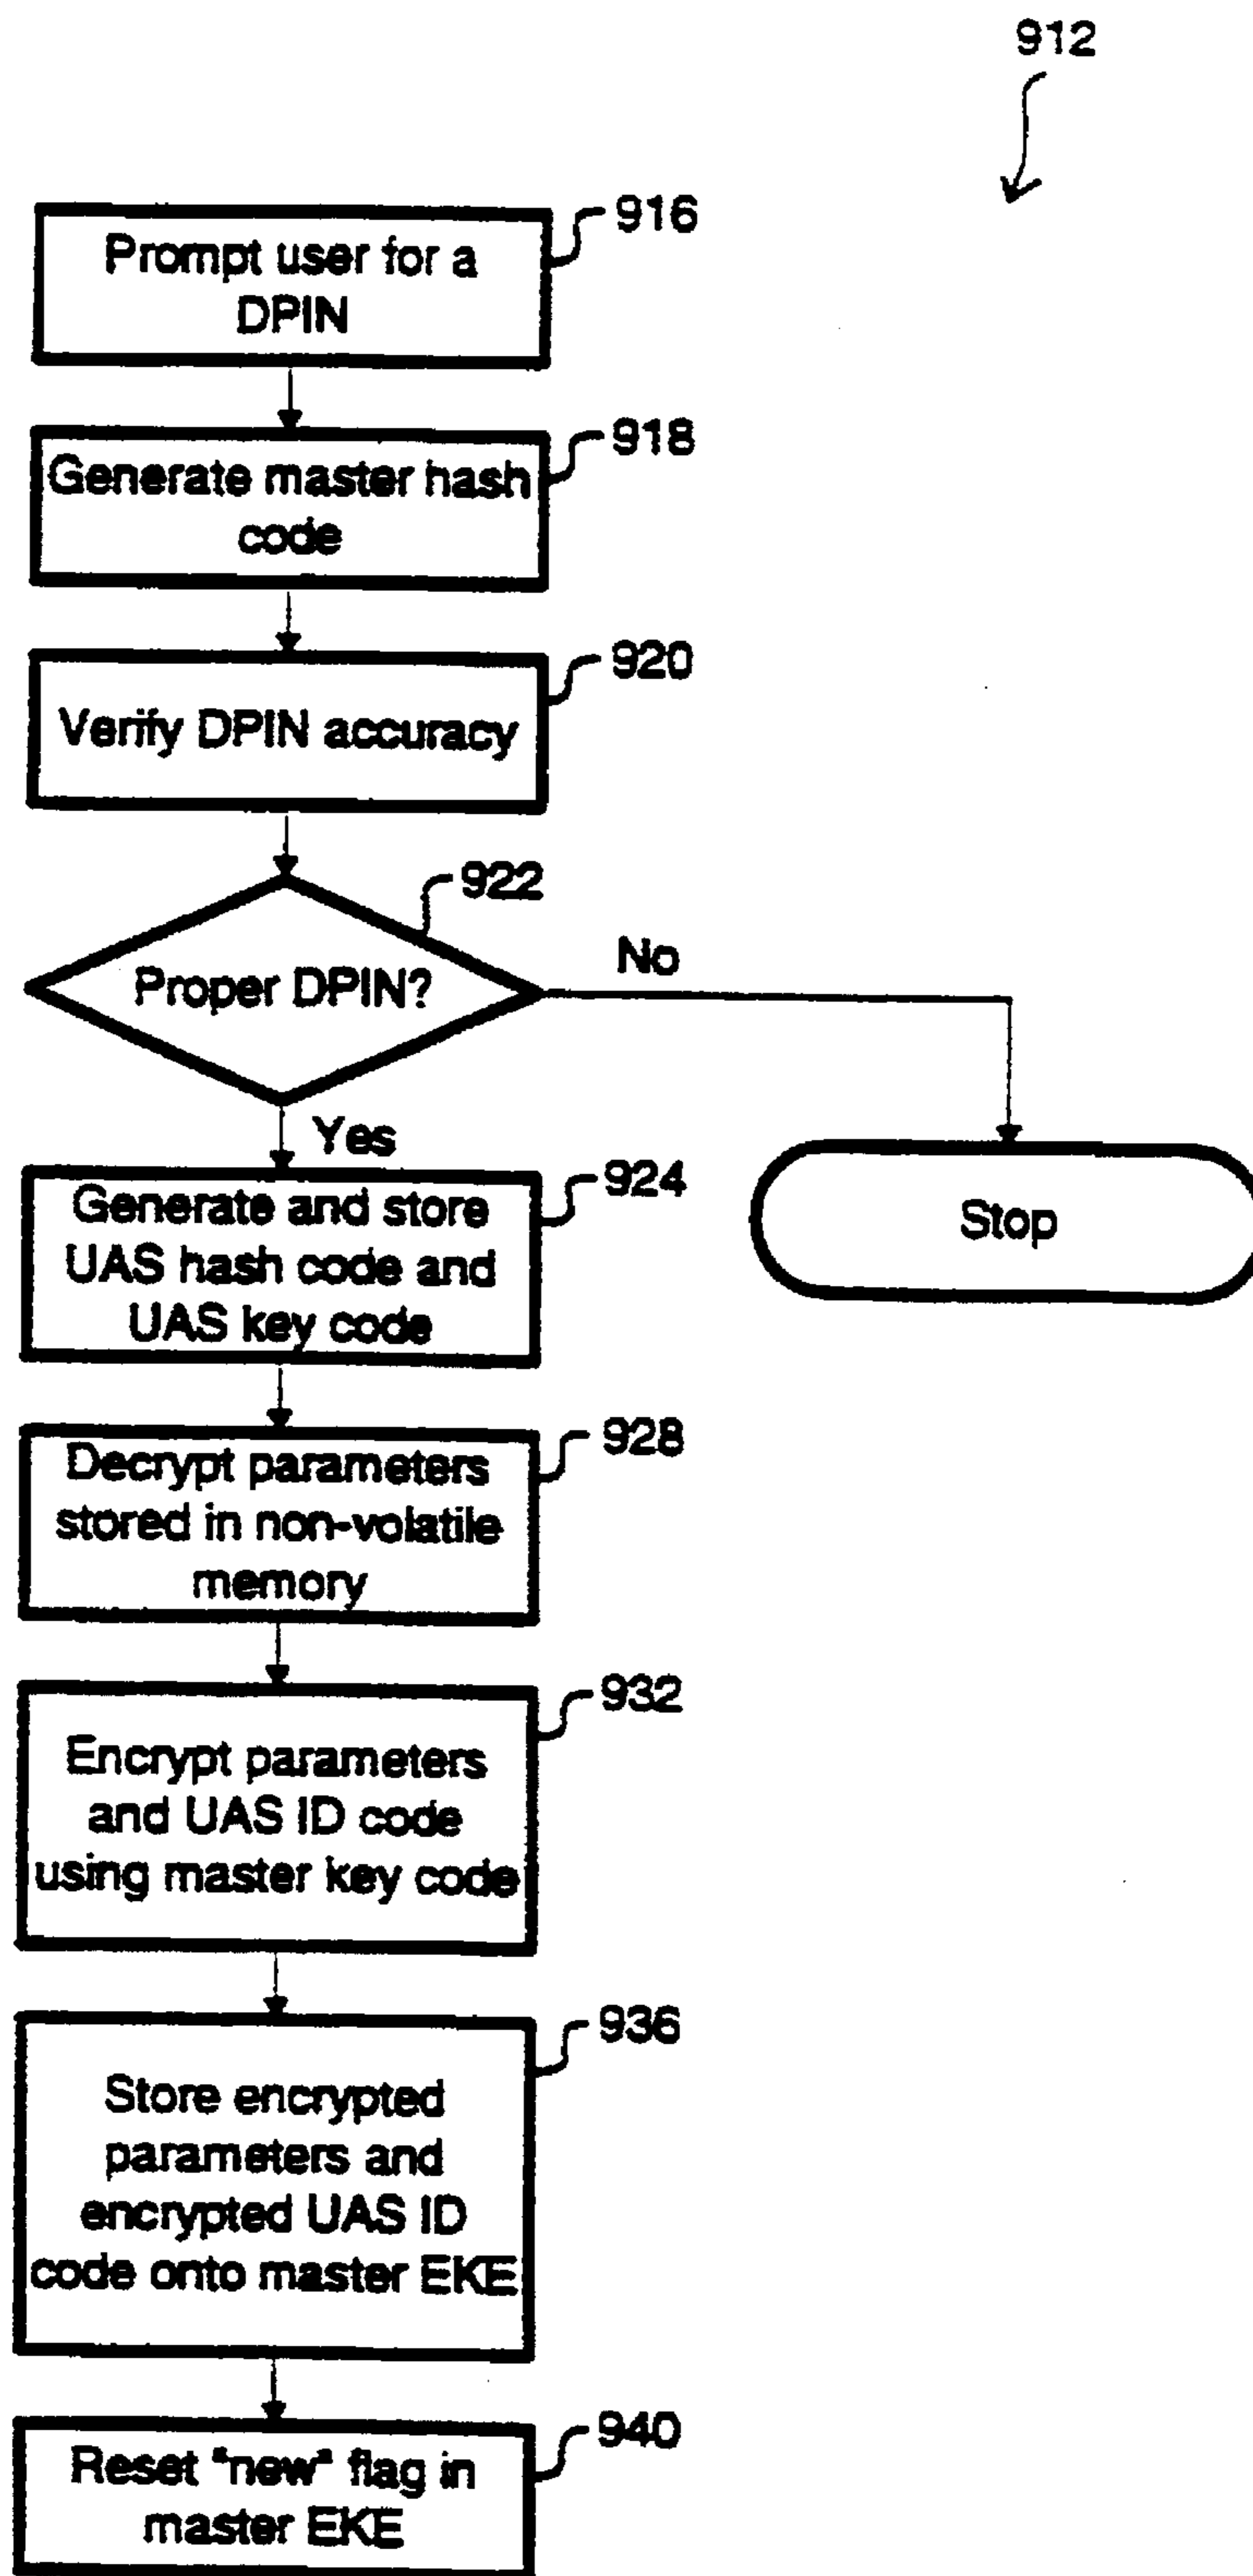 912
916
Prompt user for a
DPIN
918
Generate master hash
code
920
Verify DPIN accuracy
922
Proper DPIN?
No
Yes
924
Generate and store
UAS hash code and
UAS key code
Stop
928
Decrypt parameters
stored in non-volatile
memory
932
Encrypt parameters
and UAS ID code
using master key code
936
Store encrypted
parameters and
encrypted UAS ID
code onto master EKE
940
Reset "new" flag in
master EKE